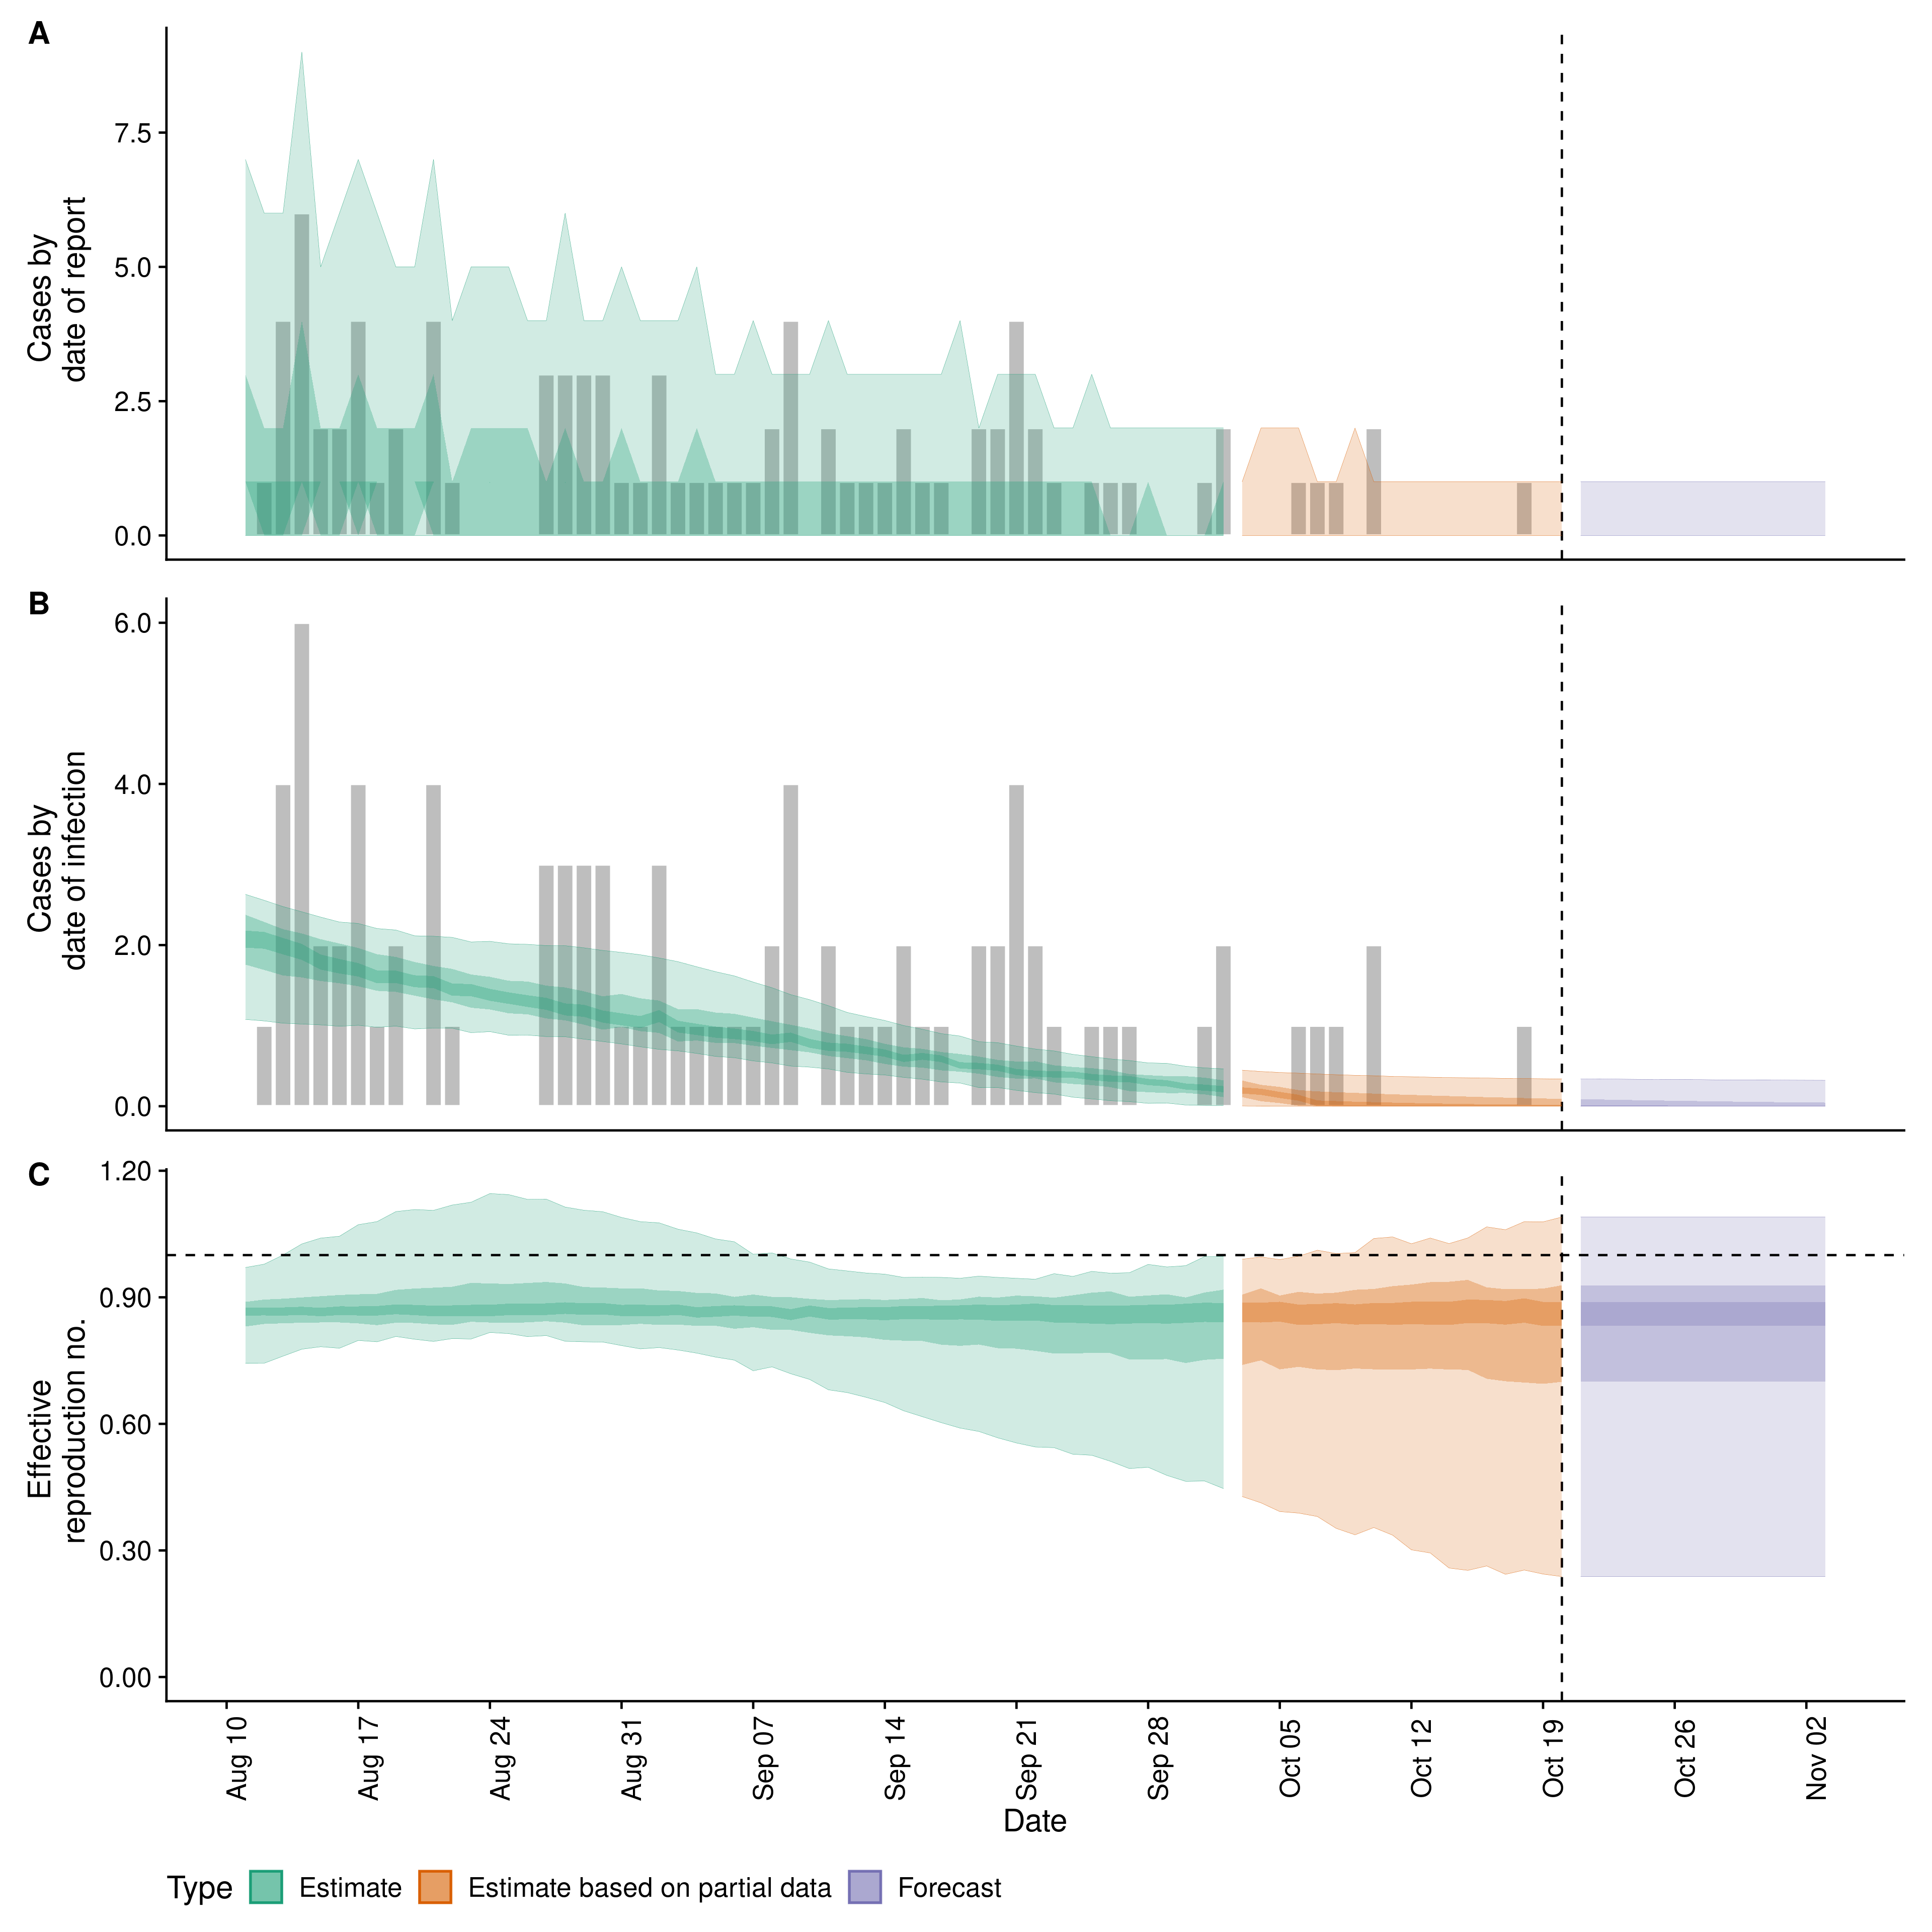 A
Cases by
date of report
7.5
5.0
2.5
0.0
B
Cases by
date of infection
6.0
4.0
2.0
0.0
C
Effective
reproduction no.
1.20
0.90
0.60
0.30
0.00
Aug 10
Aug 17
Aug 24
Aug 31
Sep 07
Sep 14
Sep 21
Sep 28
Oct 05
Oct 12
Oct 19
Oct 26
Nov 02
Date
Type Estimate Estimate based on partial data Forecast